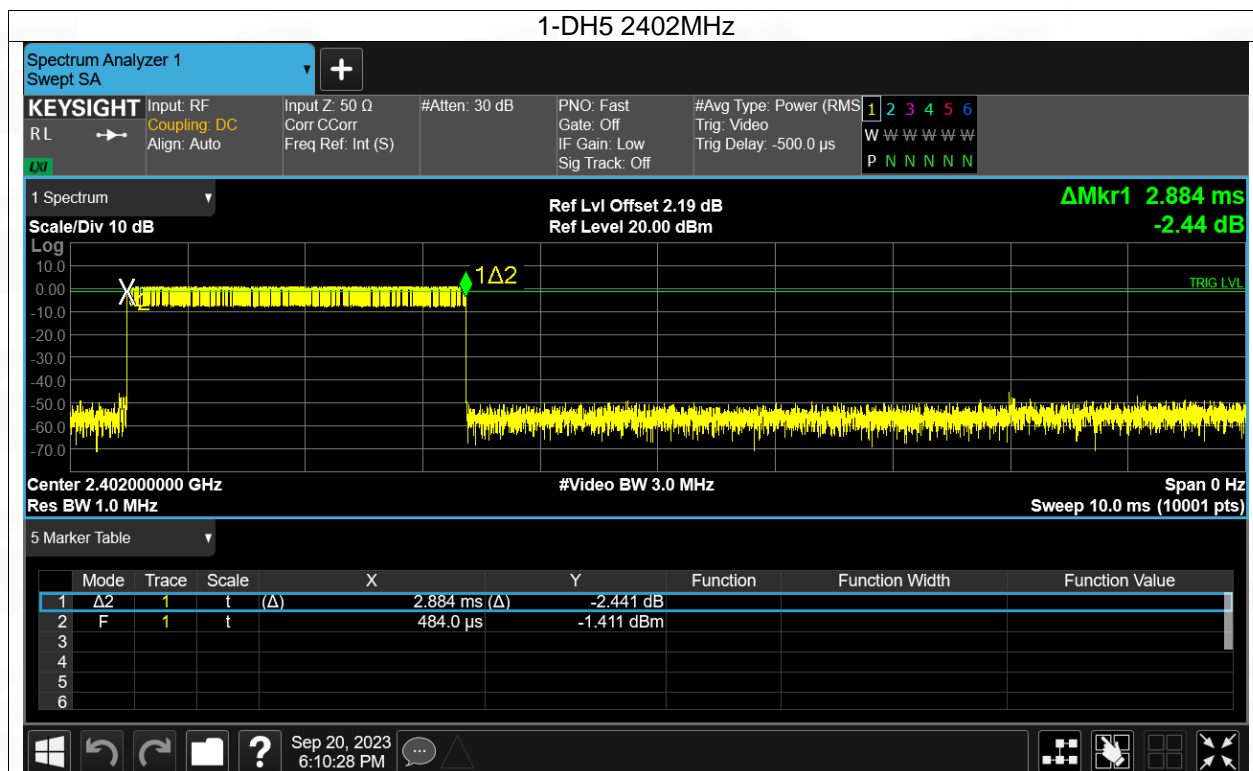 1-DH5 2402MHz
Spectrum Analyzer 1
Swept SA
+
KEYSIGHT Input: RF Input Z: 50 Ω #Atten: 30 dB PNO: Fast #Avg Type: Power (RMS 1 2 3 4 5 6
RL Coupling: DC Corr CCorr Gate: Off Trig: Video W W W W W W
Align: Auto Freq Ref: Int (S) IF Gain: Low Trig Delay: -500.0 µs
LXI Sig Track: Off P N N N N N
1 Spectrum ΔMkr1 2.884 ms
Ref Lvl Offset 2.19 dB
Scale/Div 10 dB Ref Level 20.00 dBm -2.44 dB
Log
10.0
1Δ2
0.00 TRIG LVL
X
2
-10.0
-20.0
-30.0
-40.0
-50.0
-60.0
-70.0
Center 2.402000000 GHz #Video BW 3.0 MHz Span 0 Hz
Res BW 1.0 MHz Sweep 10.0 ms (10001 pts)
5 Marker Table
Mode Trace Scale X Y Function Function Width Function Value
1 Δ2 1 t (Δ) 2.884 ms (Δ) -2.441 dB
2 F 1 t 484.0 µs -1.411 dBm
3
4
5
6
? Sep 20, 2023
6:10:28 PM